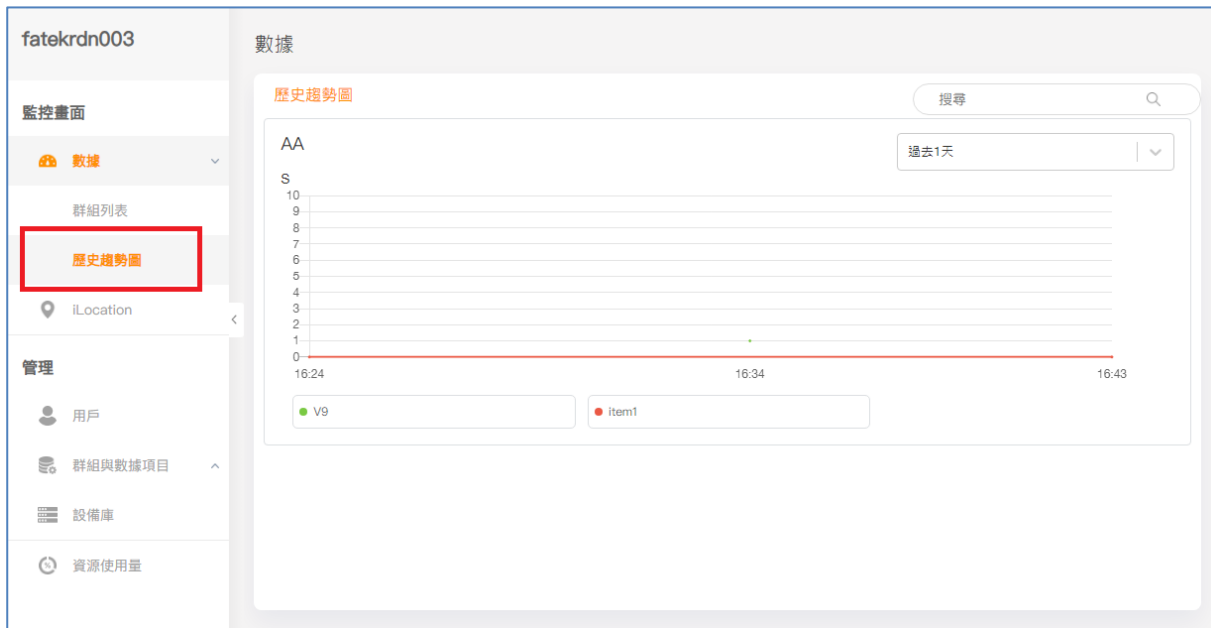 fatekrdn003
監控畫面
數據
群組列表
歷史趨勢圖
iLocation
管理
用戶
群組與數據項目
設備庫
資源使用量
數據
歷史趨勢圖
搜尋
AA
過去1天
S
10
9
8
7
6
5
4
3
2
1
0
16:24 16:34 16:43
V9 item1